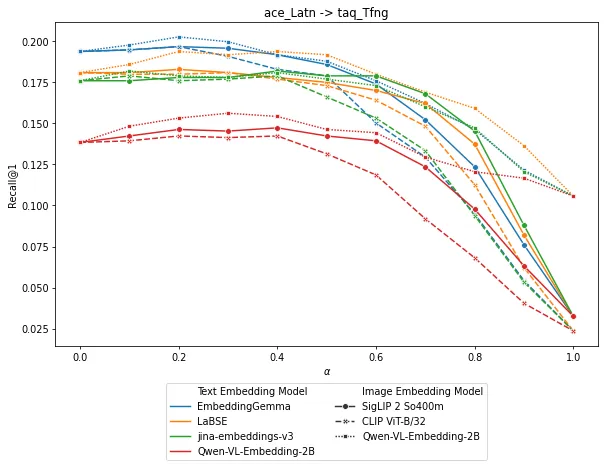 ace_Latn -> taq_Tfng
0.200
0.175
0.150
0.125
0.100
0.075
0.050
0.025
Recall@1
0.0 0.2 0.4 0.6 0.8 1.0
α
Text Embedding Model Image Embedding Model
EmbeddingGemma SigLIP 2 So400m
LaBSE CLIP ViT-B/32
jina-embeddings-v3 Qwen-VL-Embedding-2B
Qwen-VL-Embedding-2B